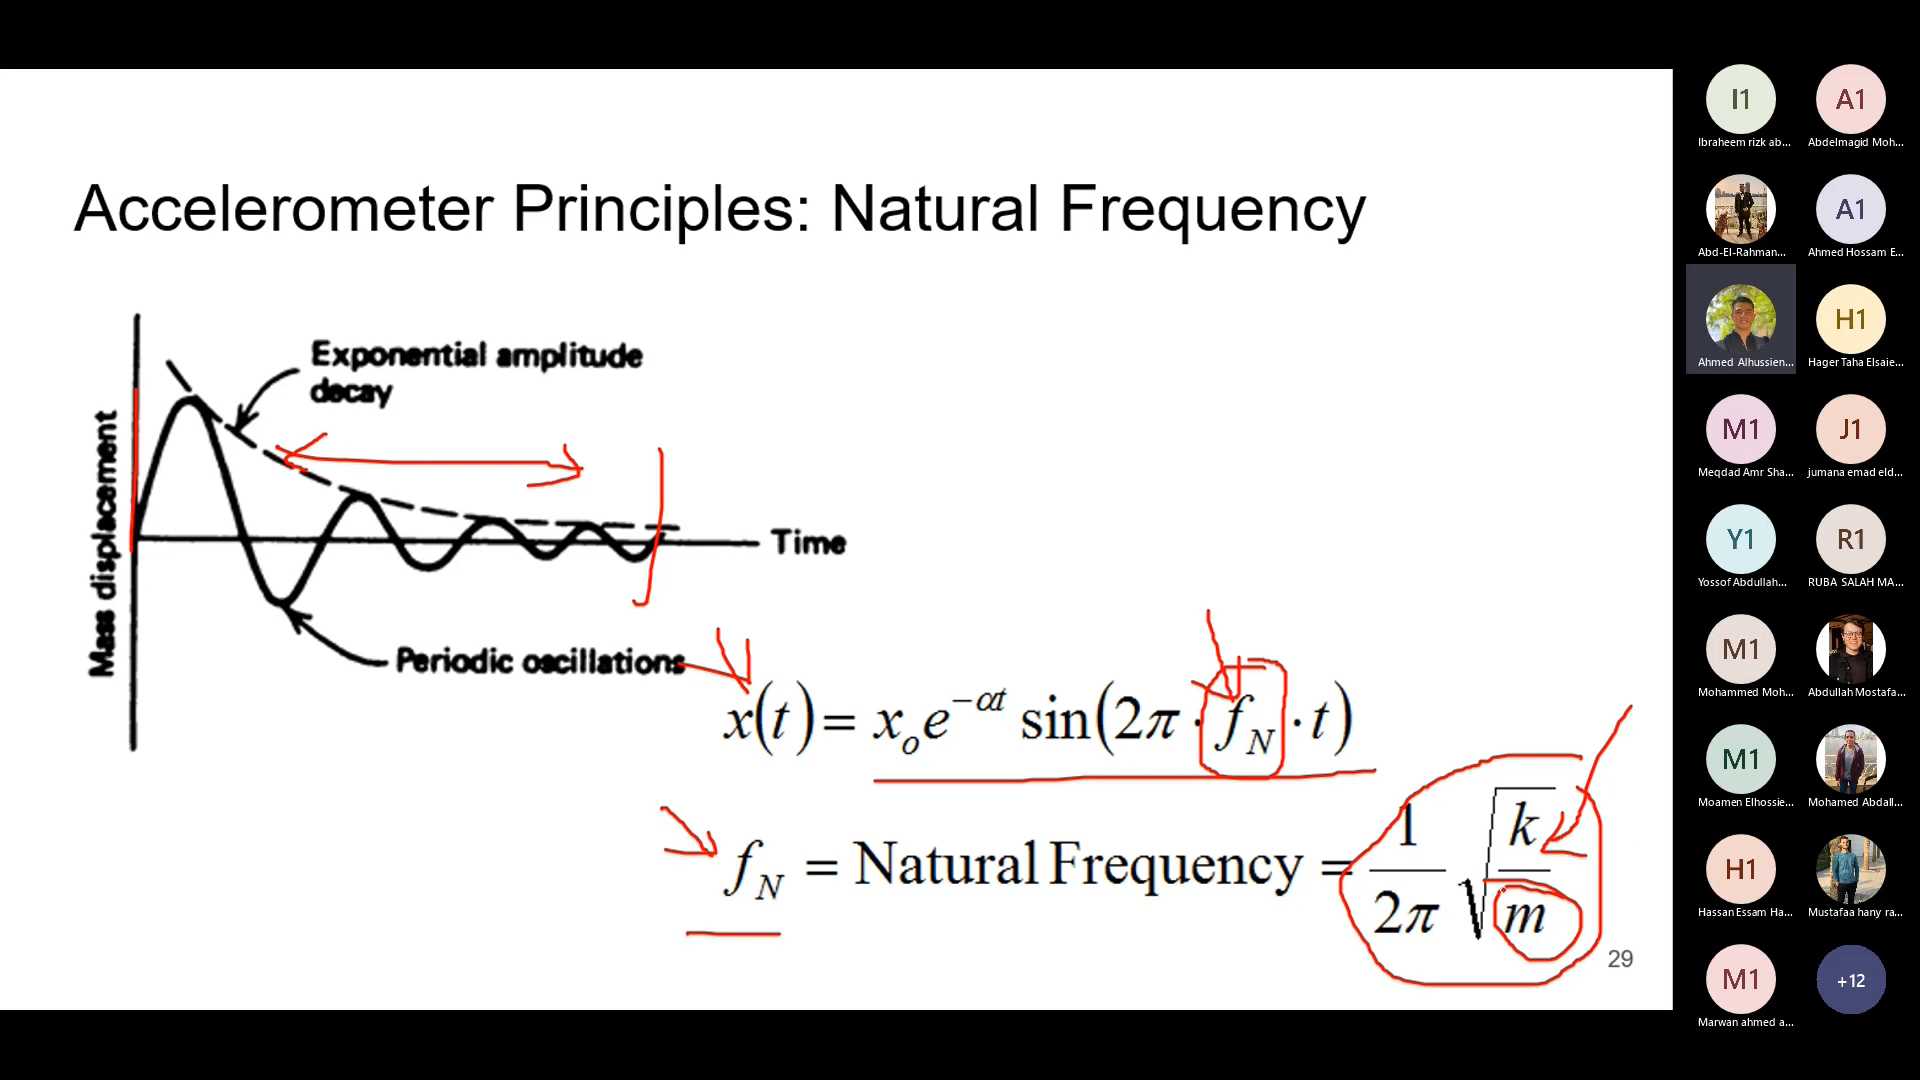 Accelerometer Principles: Natural Frequency
Exponential amplitude
decay
Mass displacement
Time
Periodic oscillations
x(t) = xₒe^(−αt) sin(2π · f_N · t)
f_N = Natural Frequency = 1/2π √(k/m)
29
I1
A1
Ibraheem rizk ab...
Abdelmagid Moh...
A1
Abd-El-Rahman...
Ahmed Hossam E...
H1
Ahmed Alhussien...
Hager Taha Elsaie...
M1
J1
Meqdad Amr Sha...
jumana emad eld...
Y1
R1
Yossof Abdullah...
RUBA SALAH MA...
M1
Mohammed Moh...
Abdullah Mostafa...
M1
Moamen Elhossie...
Mohamed Abdall...
H1
Hassan Essam Ha...
Mustafaa hany ra...
M1
+12
Marwan ahmed a...